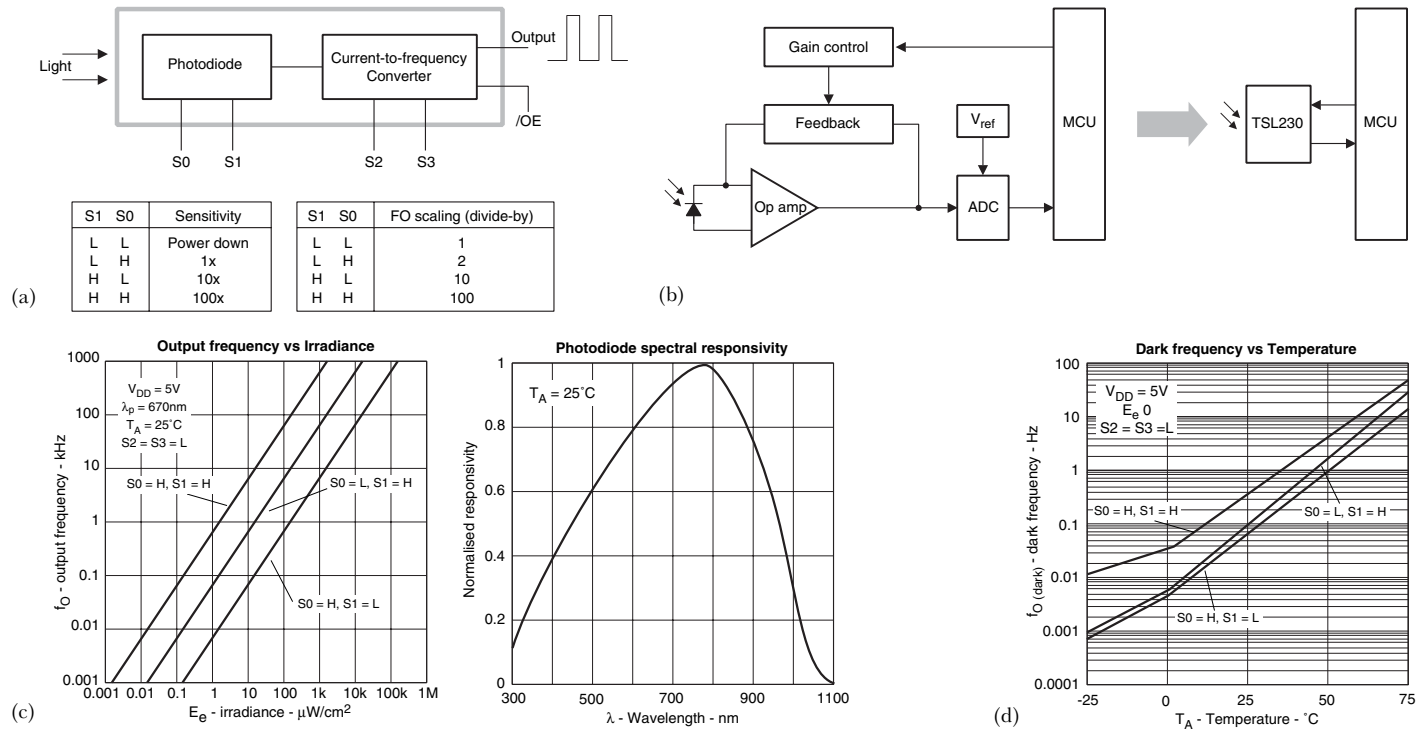 Light
Photodiode
Current-to-frequency
Converter
Output
/OE
S0 S1 S2 S3
S1 S0 Sensitivity
L L Power down
L H 1x
H L 10x
H H 100x
S1 S0 FO scaling (divide-by)
L L 1
L H 2
H L 10
H H 100
(a)
Gain control
Feedback
Vref
MCU
Op amp
ADC
TSL230
MCU
(b)
Output frequency vs Irradiance
fO - output frequency - kHz
1000
100
10
1
0.1
0.01
0.001
VDD = 5V
λp = 670nm
TA = 25˚C
S2 = S3 = L
S0 = H, S1 = H
S0 = L, S1 = H
S0 = H, S1 = L
0.001 0.01 0.1 1 10 100 1k 10k 100k 1M
Ee - irradiance - μW/cm2
(c)
Photodiode spectral responsivity
Normalised responsivity
1
0.8
0.6
0.4
0.2
0
TA = 25˚C
300 500 700 900 1100
λ - Wavelength - nm
Dark frequency vs Temperature
fO (dark) - dark frequency - Hz
100
10
1
0.1
0.01
0.001
0.0001
VDD = 5V
Ee 0
S2 = S3 =L
S0 = H, S1 = H
S0 = L, S1 = H
S0 = H, S1 = L
-25 0 25 50 75
TA - Temperature - ˚C
(d)